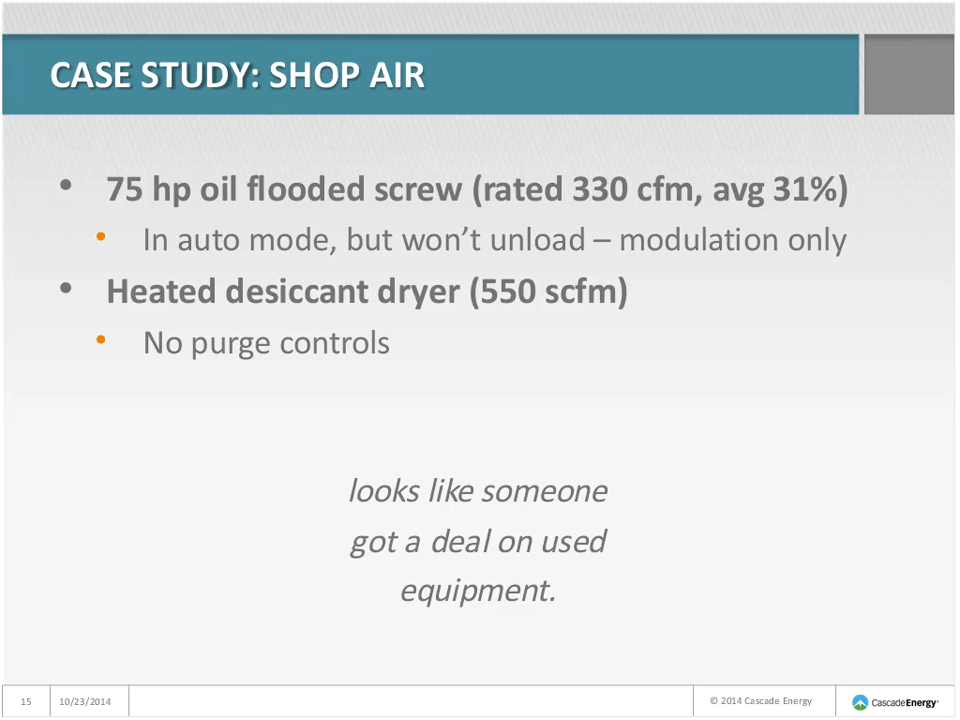 CASE STUDY: SHOP AIR
• 75 hp oil flooded screw (rated 330 cfm, avg 31%)
• In auto mode, but won’t unload – modulation only
• Heated desiccant dryer (550 scfm)
• No purge controls
looks like someone
got a deal on used
equipment.
15
10/23/2014
© 2014 Cascade Energy
CascadeEnergy